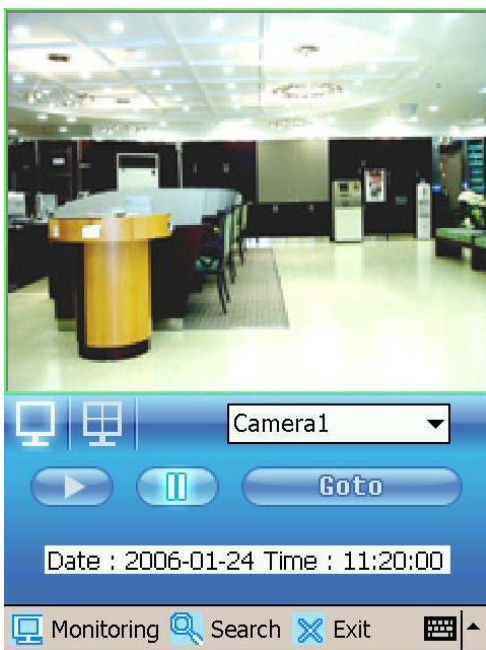 Camera1
Goto
Date : 2006-01-24 Time : 11:20:00
Monitoring Search Exit